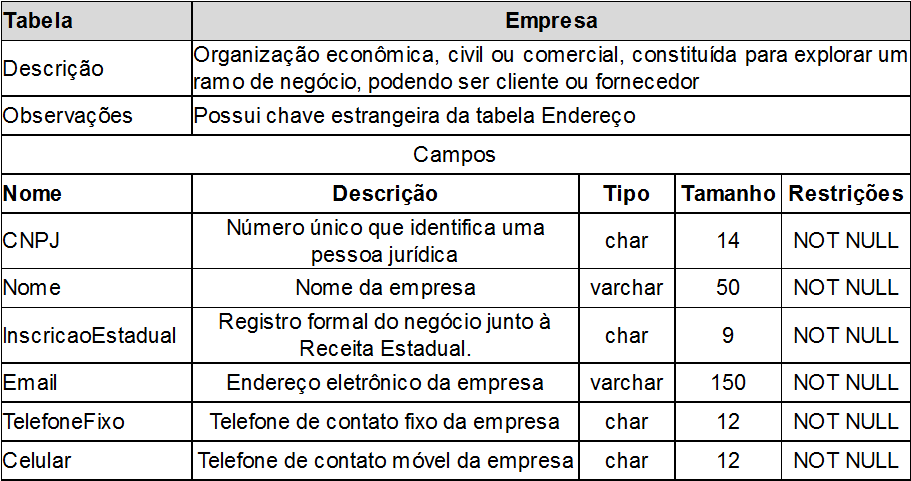 Tabela Empresa
Descrição Organização econômica, civil ou comercial, constituída para explorar um
ramo de negócio, podendo ser cliente ou fornecedor
Observações Possui chave estrangeira da tabela Endereço
Campos
Nome Descrição Tipo Tamanho Restrições
CNPJ Número único que identifica uma
pessoa jurídica char 14 NOT NULL
Nome Nome da empresa varchar 50 NOT NULL
InscricaoEstadual Registro formal do negócio junto à
Receita Estadual. char 9 NOT NULL
Email Endereço eletrônico da empresa varchar 150 NOT NULL
TelefoneFixo Telefone de contato fixo da empresa char 12 NOT NULL
Celular Telefone de contato móvel da empresa char 12 NOT NULL